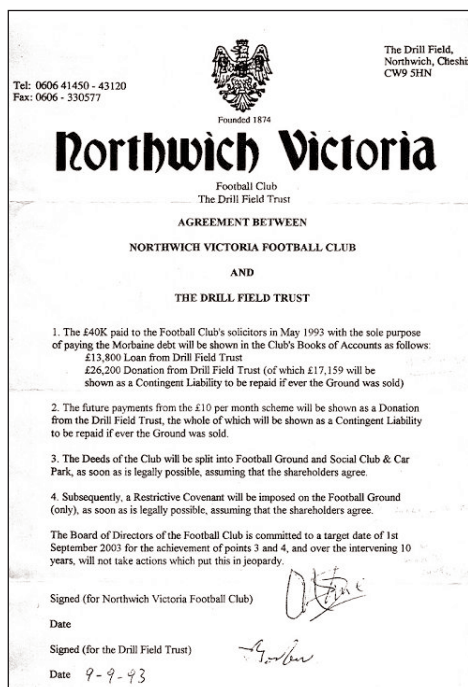 The Drill Field,
Northwich, Cheshire
CW9 5HN
Tel: 0606 41450 - 43120
Fax: 0606 - 330577
Founded 1874
Northwich Victoria
Football Club
The Drill Field Trust
AGREEMENT BETWEEN
NORTHWICH VICTORIA FOOTBALL CLUB
AND
THE DRILL FIELD TRUST
1. The £40K paid to the Football Club's solicitors in May 1993 with the sole purpose
of paying the Morbaine debt will be shown in the Club's Books of Accounts as follows:
£13,800 Loan from Drill Field Trust
£26,200 Donation from Drill Field Trust (of which £17,159 will be
shown as a Contingent Liability to be repaid if ever the Ground was sold)
2. The future payments from the £10 per month scheme will be shown as a Donation
from the Drill Field Trust, the whole of which will be shown as a Contingent Liability
to be repaid if ever the Ground was sold.
3. The Deeds of the Club will be split into Football Ground and Social Club & Car
Park, as soon as is legally possible, assuming that the shareholders agree.
4. Subsequently, a Restrictive Covenant will be imposed on the Football Ground
(only), as soon as is legally possible, assuming that the shareholders agree.
The Board of Directors of the Football Club is committed to a target date of 1st
September 2003 for the achievement of points 3 and 4, and over the intervening 10
years, will not take actions which put this in jeopardy.
Signed (for Northwich Victoria Football Club)
Date
Signed (for the Drill Field Trust)
Date 9-9-93